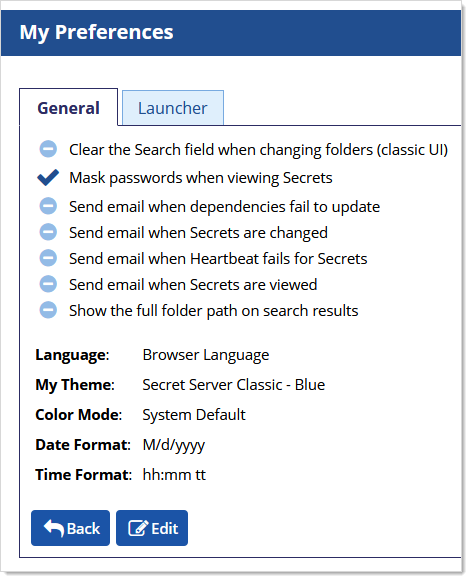 My Preferences
General
Launcher
Clear the Search field when changing folders (classic UI)
Mask passwords when viewing Secrets
Send email when dependencies fail to update
Send email when Secrets are changed
Send email when Heartbeat fails for Secrets
Send email when Secrets are viewed
Show the full folder path on search results
Language: Browser Language
My Theme: Secret Server Classic - Blue
Color Mode: System Default
Date Format: M/d/yyyy
Time Format: hh:mm tt
Back
Edit